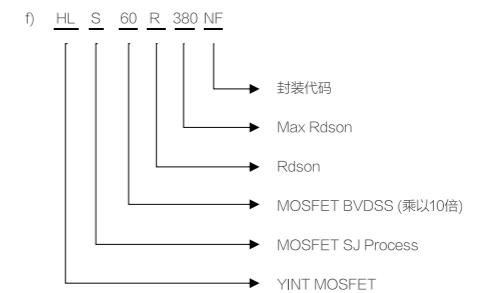 f) HL S 60 R 380 NF
封装代码
Max Rdson
Rdson
MOSFET BVDSS (乘以10倍)
MOSFET SJ Process
YINT MOSFET